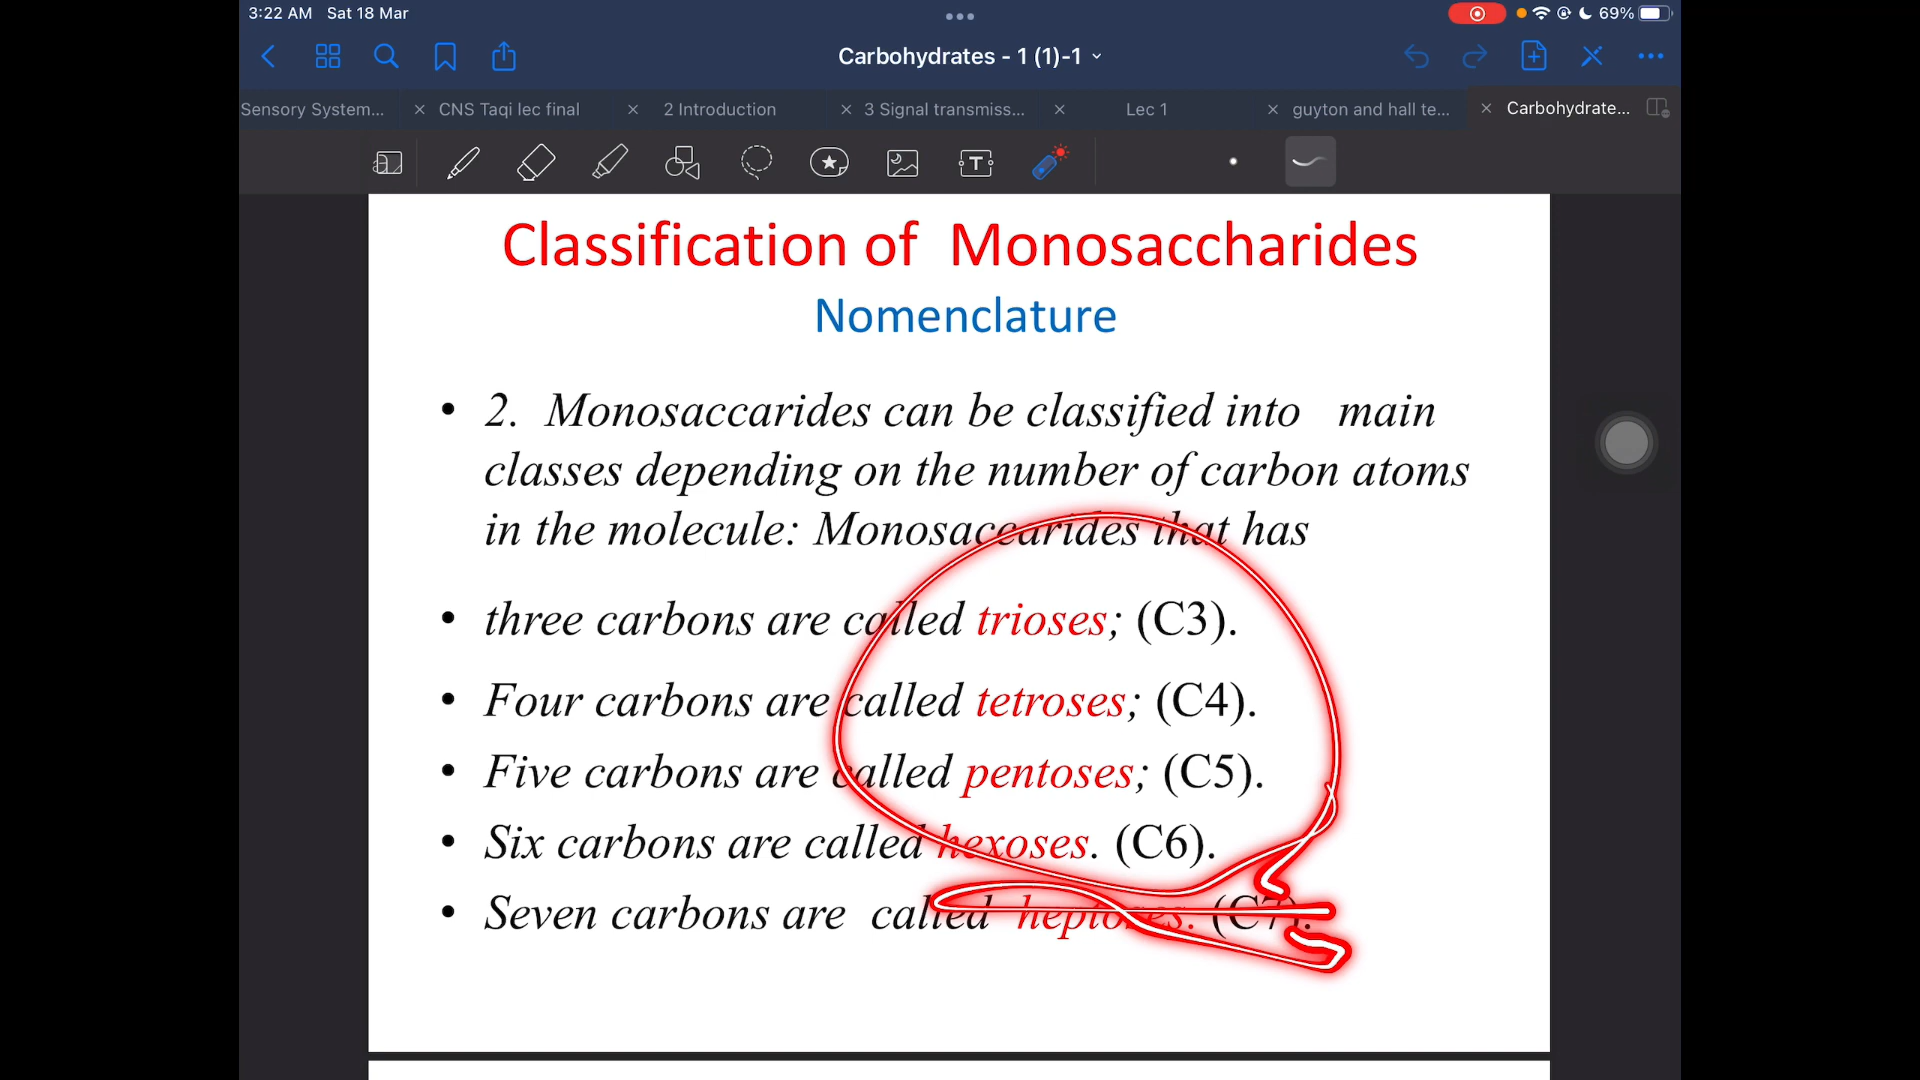 3:22 AM Sat 18 Mar
69%
Carbohydrates - 1 (1)-1
Sensory System... CNS Taqi lec final 2 Introduction 3 Signal transmiss... Lec 1 guyton and hall te... Carbohydrate...
Classification of Monosaccharides
Nomenclature
• 2. Monosaccarides can be classified into main
classes depending on the number of carbon atoms
in the molecule: Monosaccarides that has
• three carbons are called trioses; (C3).
• Four carbons are called tetroses; (C4).
• Five carbons are called pentoses; (C5).
• Six carbons are called hexoses. (C6).
• Seven carbons are called heptoses. (C7).